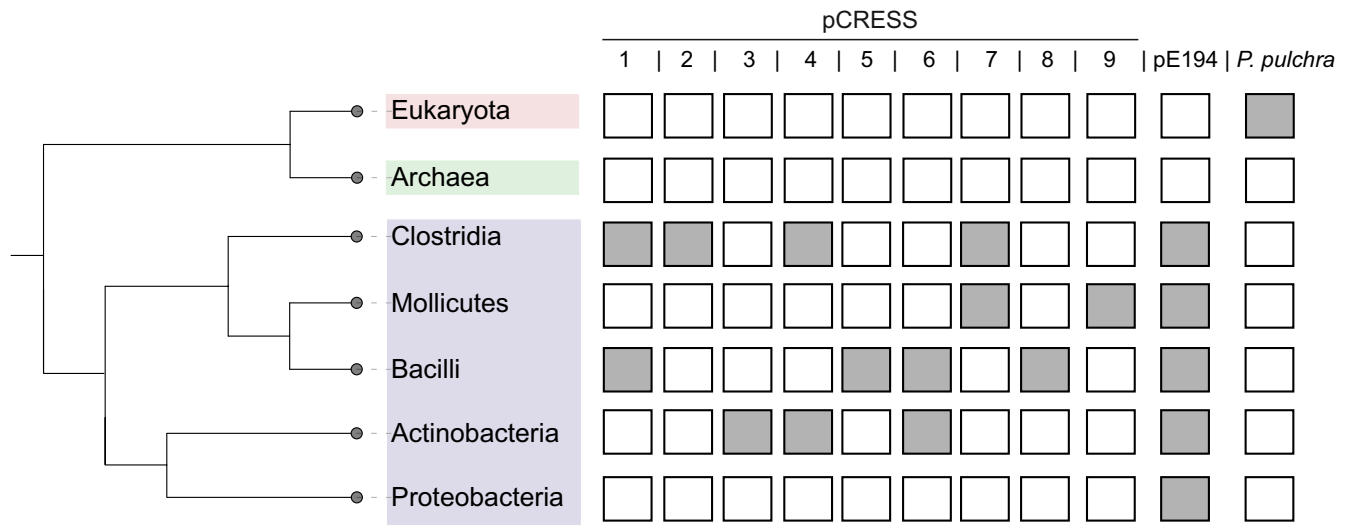 pCRESS
1 | 2 | 3 | 4 | 5 | 6 | 7 | 8 | 9 | pE194 | P. pulchra
Eukaryota
Archaea
Clostridia
Mollicutes
Bacilli
Actinobacteria
Proteobacteria